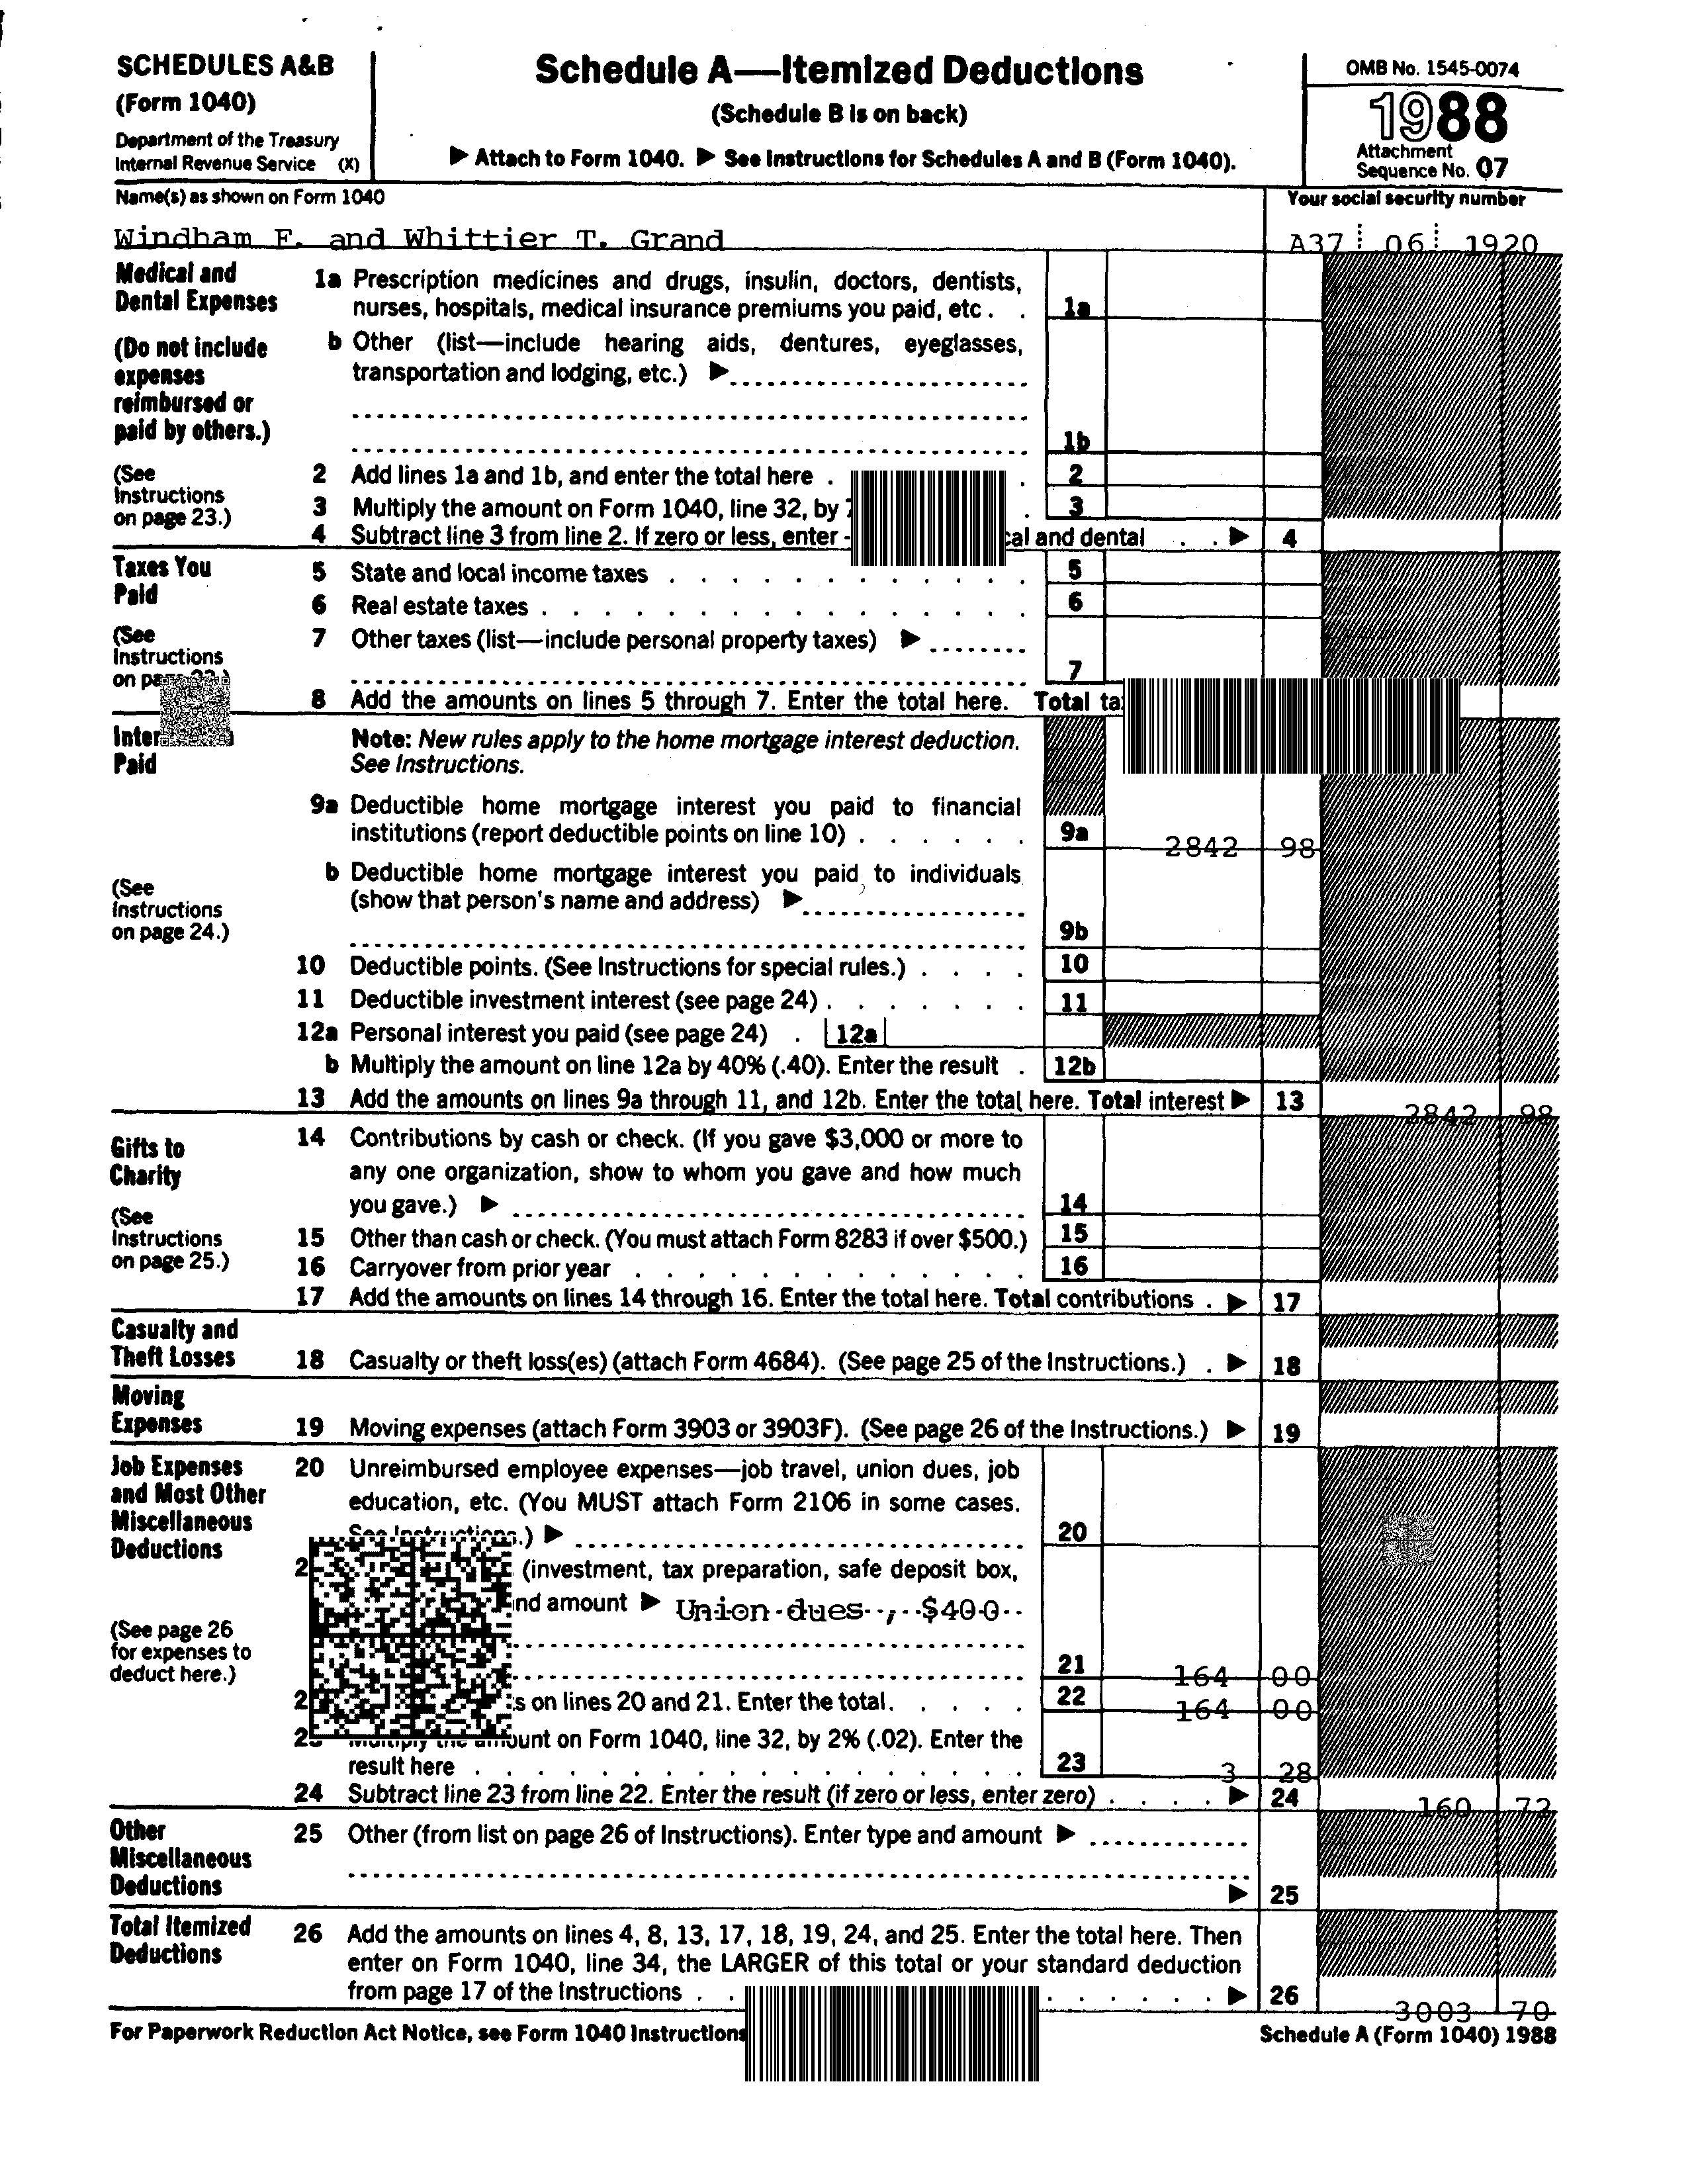 SCHEDULES A&B
(Form 1040)
Department of the Treasury
Internal Revenue Service (X)
Schedule A—Itemized Deductions
(Schedule B is on back)
▶ Attach to Form 1040. ▶ See Instructions for Schedules A and B (Form 1040).
OMB No. 1545-0074
1988
Attachment
Sequence No. 07
Name(s) as shown on Form 1040
Your social security number
Windham F. and Whittier T. Grand
A37 06 1920
Medical and
Dental Expenses
(Do not include
expenses
reimbursed or
paid by others.)
(See
Instructions
on page 23.)
1a Prescription medicines and drugs, insulin, doctors, dentists,
nurses, hospitals, medical insurance premiums you paid, etc . . 1a
b Other (list—include hearing aids, dentures, eyeglasses,
transportation and lodging, etc.) ▶
1b
2 Add lines 1a and 1b, and enter the total here . . 2
3 Multiply the amount on Form 1040, line 32, by . 3
4 Subtract line 3 from line 2. If zero or less, enter - and dental . . ▶ 4
Taxes You
Paid
(See
Instructions
on
5 State and local income taxes . . . . . . . . . . . . 5
6 Real estate taxes . . . . . . . . . . . . . . . 6
7 Other taxes (list—include personal property taxes) ▶
7
8 Add the amounts on lines 5 through 7. Enter the total here. Total
Paid
(See
Instructions
on page 24.)
Note: New rules apply to the home mortgage interest deduction.
See Instructions.
9a Deductible home mortgage interest you paid to financial
institutions (report deductible points on line 10) . . . . . . 9a 2842 98
b Deductible home mortgage interest you paid to individuals
(show that person's name and address) ▶
9b
10 Deductible points. (See Instructions for special rules.) . . . . 10
11 Deductible investment interest (see page 24) . . . . . . . 11
12a Personal interest you paid (see page 24) . 12a
b Multiply the amount on line 12a by 40% (.40). Enter the result . 12b
13 Add the amounts on lines 9a through 11, and 12b. Enter the total here. Total interest ▶ 13 2842 98
Gifts to
Charity
(See
Instructions
on page 25.)
14 Contributions by cash or check. (If you gave $3,000 or more to
any one organization, show to whom you gave and how much
you gave.) ▶ 14
15 Other than cash or check. (You must attach Form 8283 if over $500.) 15
16 Carryover from prior year . . . . . . . . . . . . . 16
17 Add the amounts on lines 14 through 16. Enter the total here. Total contributions . ▶ 17
Casualty and
Theft Losses
18 Casualty or theft loss(es) (attach Form 4684). (See page 25 of the Instructions.) . ▶ 18
Moving
Expenses
19 Moving expenses (attach Form 3903 or 3903F). (See page 26 of the Instructions.) ▶ 19
Job Expenses
and Most Other
Miscellaneous
Deductions
(See page 26
for expenses to
deduct here.)
20 Unreimbursed employee expenses—job travel, union dues, job
education, etc. (You MUST attach Form 2106 in some cases.
See Instructions.) ▶ 20
(investment, tax preparation, safe deposit box,
amount ▶ Union dues , $400
21 164 00
on lines 20 and 21. Enter the total. . . . . 22 164 00
Multiply the amount on Form 1040, line 32, by 2% (.02). Enter the
result here . . . . . . . . . . . . . . . . . 23 3 28
24 Subtract line 23 from line 22. Enter the result (if zero or less, enter zero) . . . . ▶ 24 160 72
Other
Miscellaneous
Deductions
25 Other (from list on page 26 of Instructions). Enter type and amount ▶
▶ 25
Total Itemized
Deductions
26 Add the amounts on lines 4, 8, 13, 17, 18, 19, 24, and 25. Enter the total here. Then
enter on Form 1040, line 34, the LARGER of this total or your standard deduction
from page 17 of the Instructions . . . . . . . . ▶ 26 3003 70
For Paperwork Reduction Act Notice, see Form 1040 Instructions
Schedule A (Form 1040) 1988